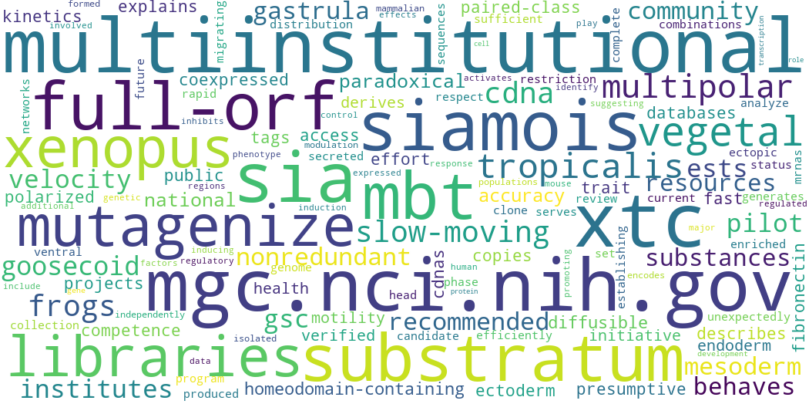 kinetics formed explains migrating gastrula mammalian effects distribution sequences paired-class sufficient play complete community combinations transcription
involved multiinstitutional cell role
networks future coexpressed rapid full-orf inhibits paradoxical control derives respect cdna activates restriction identify suggesting multipolar databases analyze
xenopus phenotype tags access modulation secreted siamois effort response expressed vegetal ectopic status mrnas
velocity public regions sia tropicalis ests resources
polarized additional national genetic induction mbt populations mouse accuracy review trait current fast generates regulated
mutagenize slow-moving clone serves xtc major pilot
ventral inducing nonredundant copies set establishing substances enriched fibronectin
goosecoid factors regulatory genome cdnas human promoting encodes
include projects health mgc.nci.nih.gov head phase protein
frogs independently gsc motility recommended diffusible describes unexpectedly
collection competence isolated verified candidate efficiently initiative endoderm
libraries data substratum development mesoderm
institutes program produced homeodomain-containing ectoderm presumptive behaves